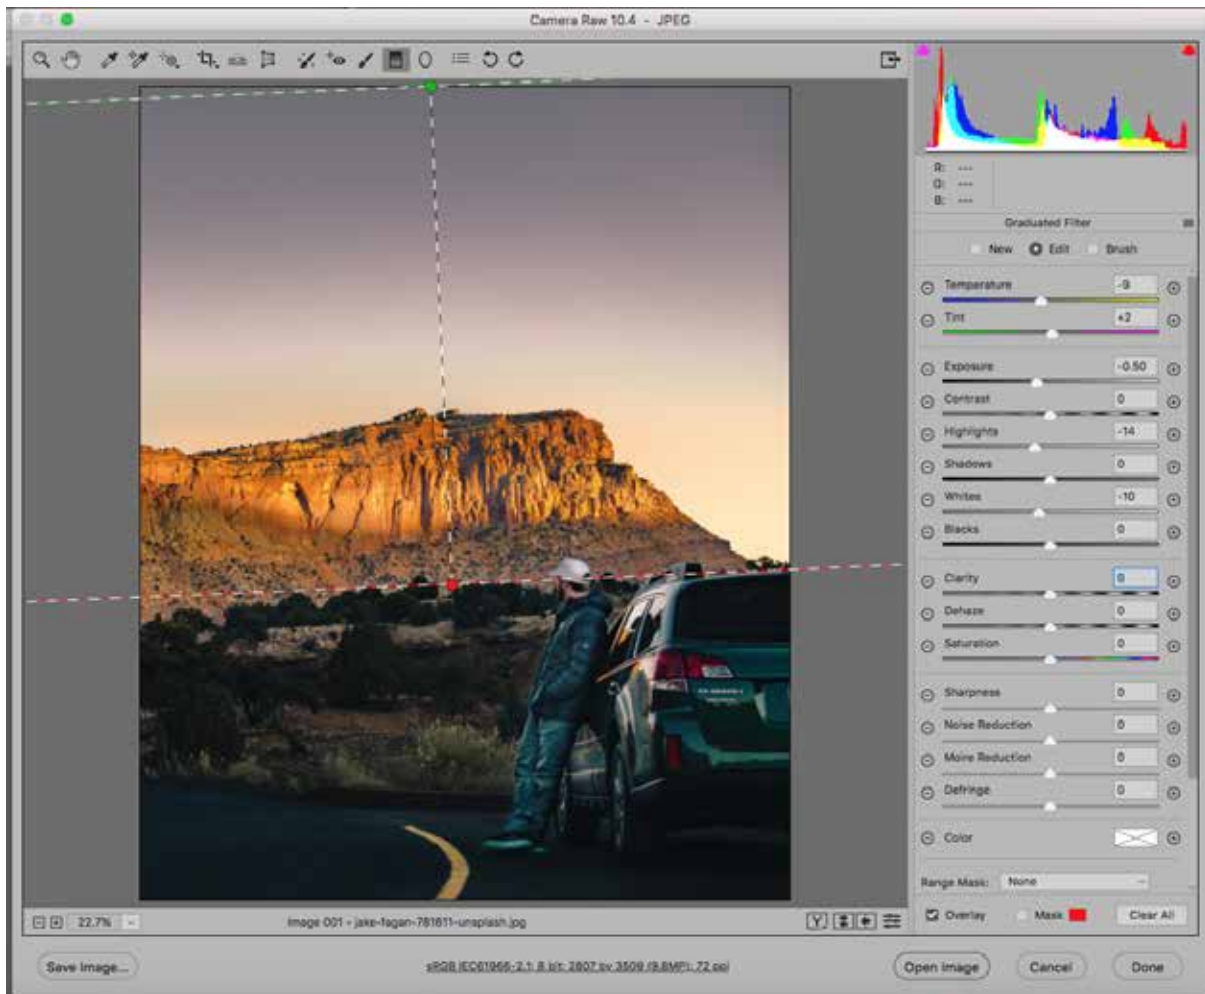 Camera Raw 10.4 - JPEG
R: ---
G: ---
B: ---
Graduated Filter
New Edit Brush
Temperature -9
Tint +2
Exposure -0.50
Contrast 0
Highlights -14
Shadows 0
Whites -10
Blacks 0
Clarity 0
Dehaze 0
Saturation 0
Sharpness 0
Noise Reduction 0
Moire Reduction 0
Defringe 0
Color
Range Mask: None
Overlay Mask Clear All
22.7% Image 001 - jake-fagan-781611-unsplash.jpg Y
Save Image... sRGB IEC61966-2.1; 8 bit; 2807 by 3509 (9.8MP); 72 ppi Open Image Cancel Done